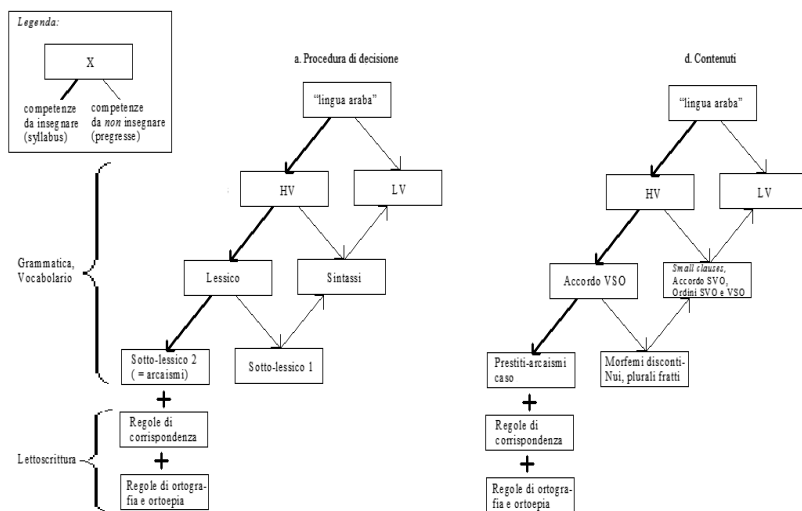 Legenda:
X
competenze
da insegnare
(syllabus)
competenze
da non insegnare
(pregresse)
a. Procedura di decisione
"lingua araba"
HV
LV
Grammatica,
Vocabolario
Lessico
Sintassi
Sotto-lessico 2
( = arcaismi)
Sotto-lessico 1
+
Regole di
corrispondenza
Lettoscrittura
+
Regole di ortogra-
fia e ortoepia
d. Contenuti
"lingua araba"
HV
LV
Accordo VSO
Small clauses,
Accordo SVO,
Ordini SVO e VSO
Prestiti-arcaismi
caso
Morfemi disconti-
Nui, plurali fratti
+
Regole di
corrispondenza
+
Regole di ortogra-
fia e ortoepia